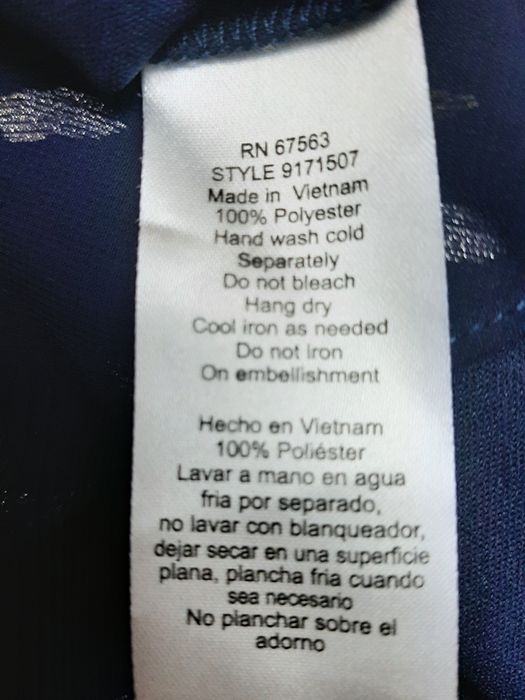 RN 67563
STYLE 9171507
Made in Vietnam
100% Polyester
Hand wash cold
Separately
Do not bleach
Hang dry
Cool iron as needed
Do not iron
On embellishment
Hecho en Vietnam
100% Poliéster
Lavar a mano en agua
fria por separado,
no lavar con blanqueador,
dejar secar en una superficie
plana, plancha fria cuando
sea necesario
No planchar sobre el
adorno